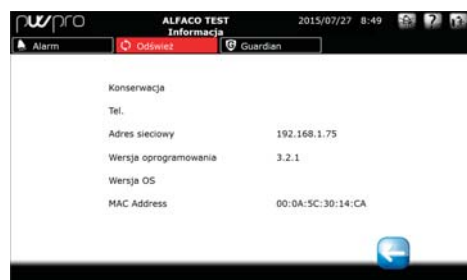 pwpro
ALFACO TEST 2015/07/27 8:49
Informacja
Alarm Odśwież Guardian
Konserwacja
Tel.
Adres sieciowy 192.168.1.75
Wersja oprogramowania 3.2.1
Wersja OS
MAC Address 00:0A:5C:30:14:CA